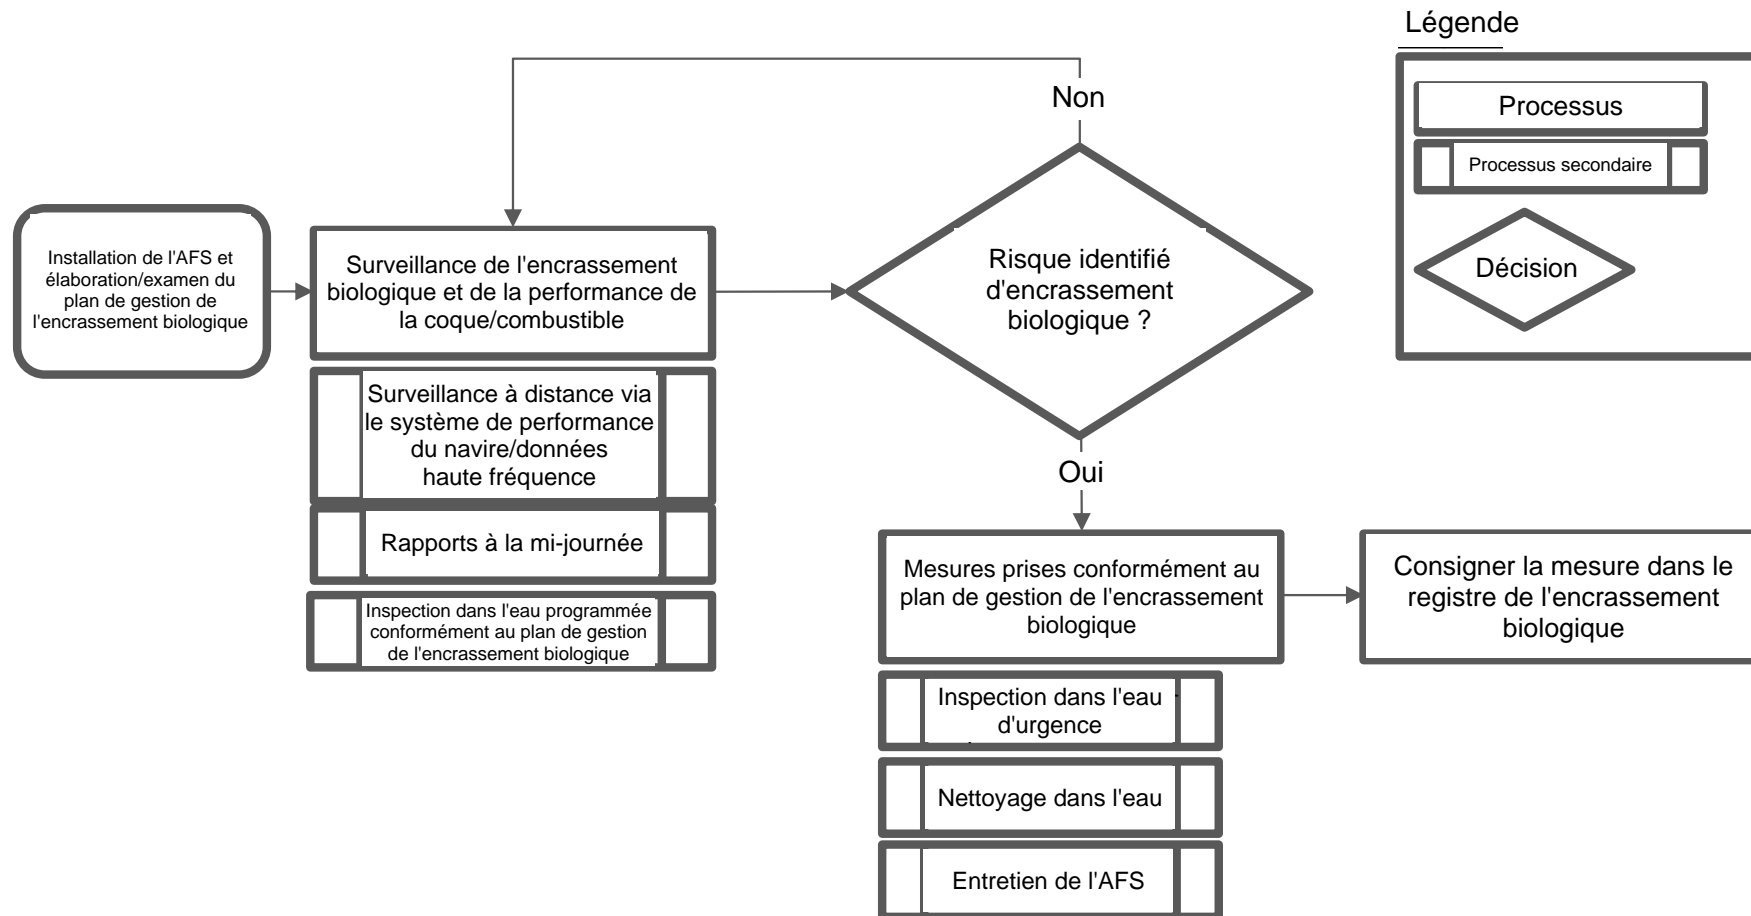 Légende
Processus
Processus secondaire
Décision
Non
Installation de l'AFS et
élaboration/examen du
plan de gestion de
l'encrassement biologique
Surveillance de l'encrassement
biologique et de la performance de
la coque/combustible
Risque identifié
d'encrassement
biologique ?
Surveillance à distance via
le système de performance
du navire/données
haute fréquence
Rapports à la mi-journée
Inspection dans l'eau programmée
conformément au plan de gestion
de l'encrassement biologique
Oui
Mesures prises conformément au
plan de gestion de l'encrassement
biologique
Consigner la mesure dans le
registre de l'encrassement
biologique
Inspection dans l'eau
d'urgence
Nettoyage dans l'eau
Entretien de l'AFS